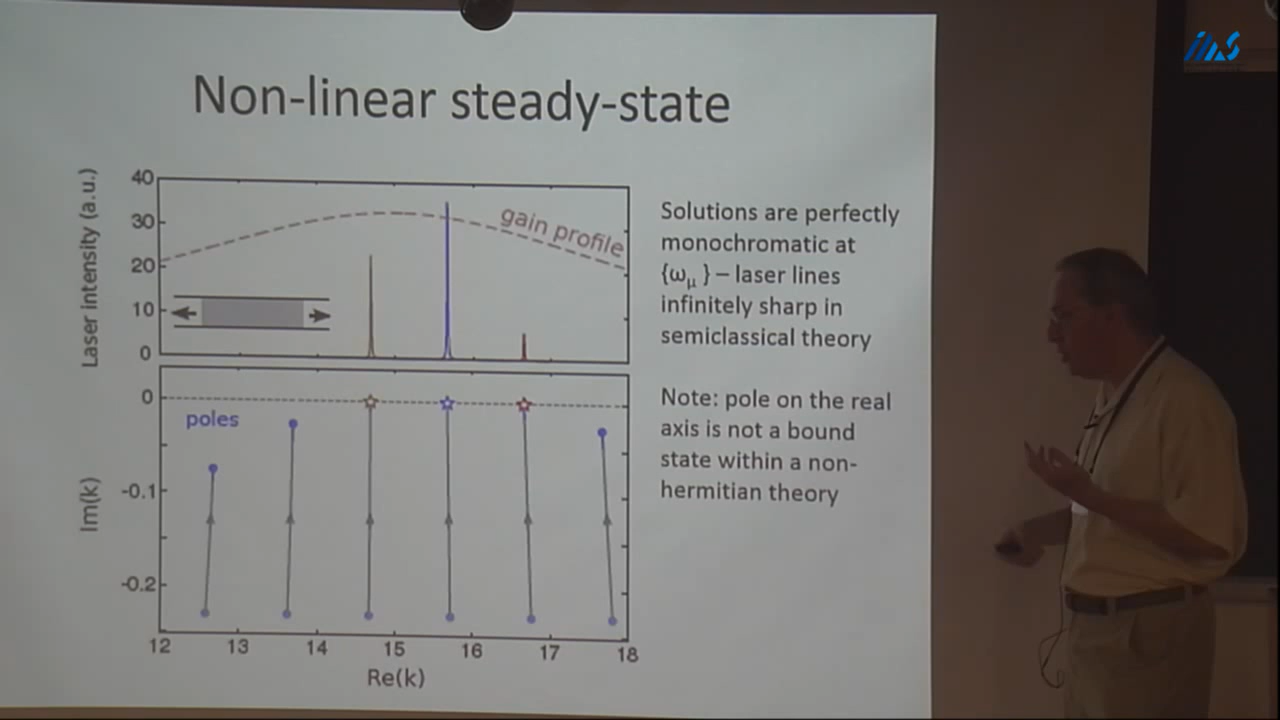 IMS
Non-linear steady-state
Laser intensity (a.u.)
40
30
20
10
0
gain profile
Solutions are perfectly
monochromatic at
{ωμ} – laser lines
infinitely sharp in
semiclassical theory
Note: pole on the real
axis is not a bound
state within a non-
hermitian theory
Im(k)
0
-0.1
-0.2
poles
12 13 14 15 16 17 18
Re(k)